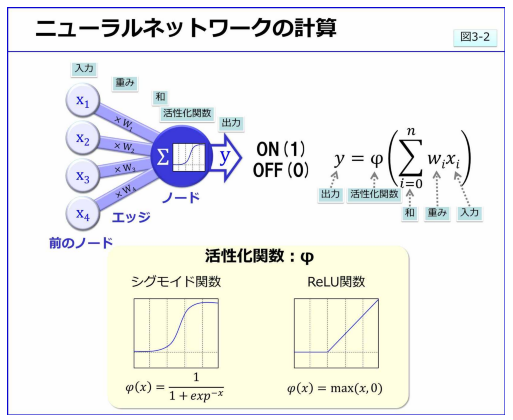 ニューラルネットワークの計算
図3-2
入力
重み
和
活性化関数
出力
x₁
x₂
x₃
x₄
×W₁
×W₂
×W₃
×W₄
Σ
y
ON(1)
OFF(0)
エッジ
ノード
前のノード
y = φ(∑ⁿᵢ₌₀ wᵢxᵢ)
出力
活性化関数
和
重み
入力
活性化関数：φ
シグモイド関数
ReLU関数
φ(x) = 1 / (1 + exp⁻ˣ)
φ(x) = max(x, 0)